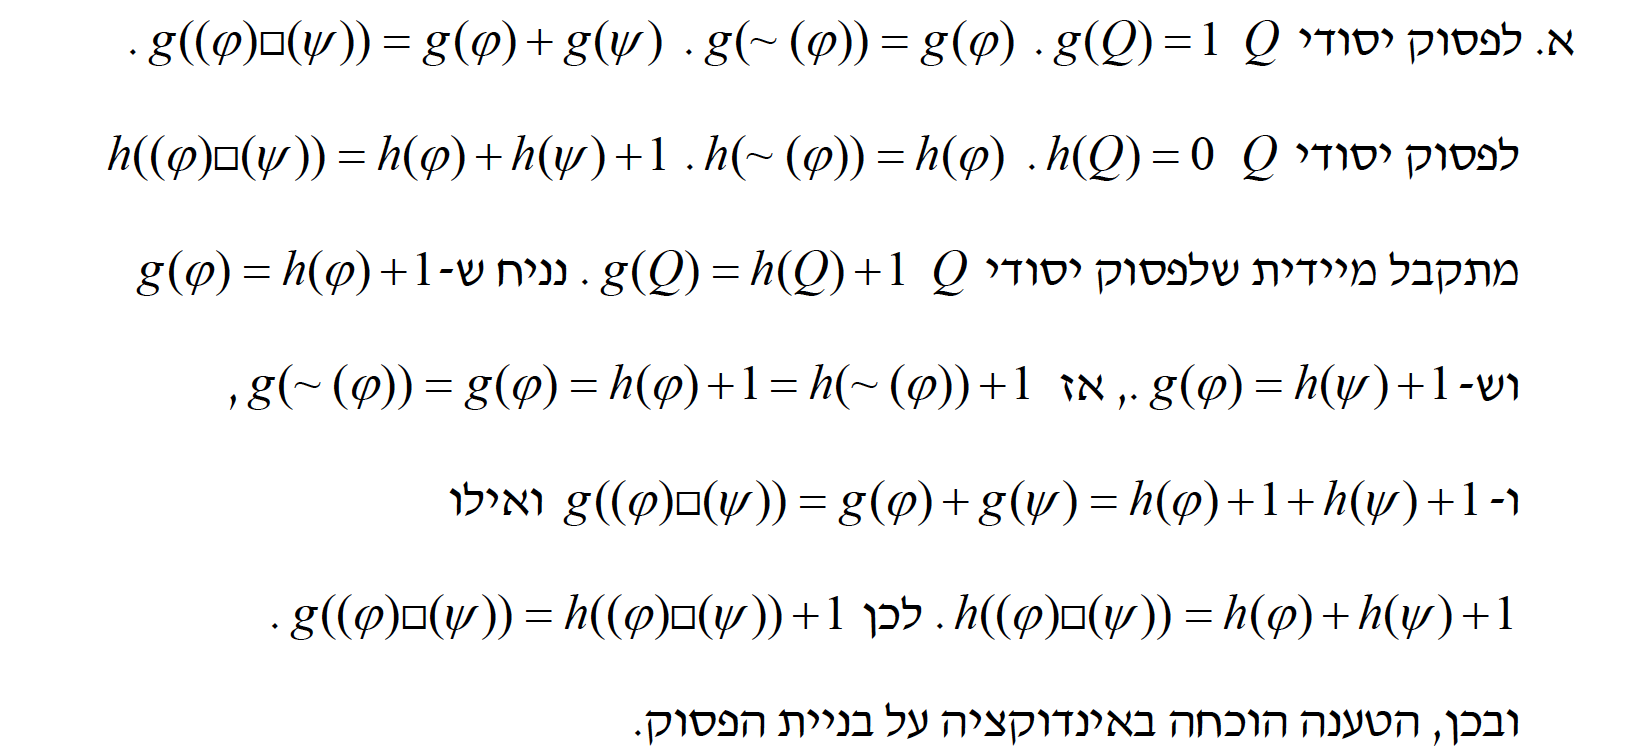 א. לפסוק יסודי Q g(Q) = 1 . g(~ (φ)) = g(φ) . g((φ)□(ψ)) = g(φ) + g(ψ) .
לפסוק יסודי Q h(Q) = 0 . h(~ (φ)) = h(φ) . h((φ)□(ψ)) = h(φ) + h(ψ) + 1
מתקבל מיידית שלפסוק יסודי Q g(Q) = h(Q) + 1 . נניח ש- g(φ) = h(φ) + 1
וש- g(φ) = h(ψ) + 1 ., אז g(~ (φ)) = g(φ) = h(φ) + 1 = h(~ (φ)) + 1 ,
ו- g((φ)□(ψ)) = g(φ) + g(ψ) = h(φ) + 1 + h(ψ) + 1 ואילו
h((φ)□(ψ)) = h(φ) + h(ψ) + 1 . לכן g((φ)□(ψ)) = h((φ)□(ψ)) + 1 .
ובכן, הטענה הוכחה באינדוקציה על בניית הפסוק.